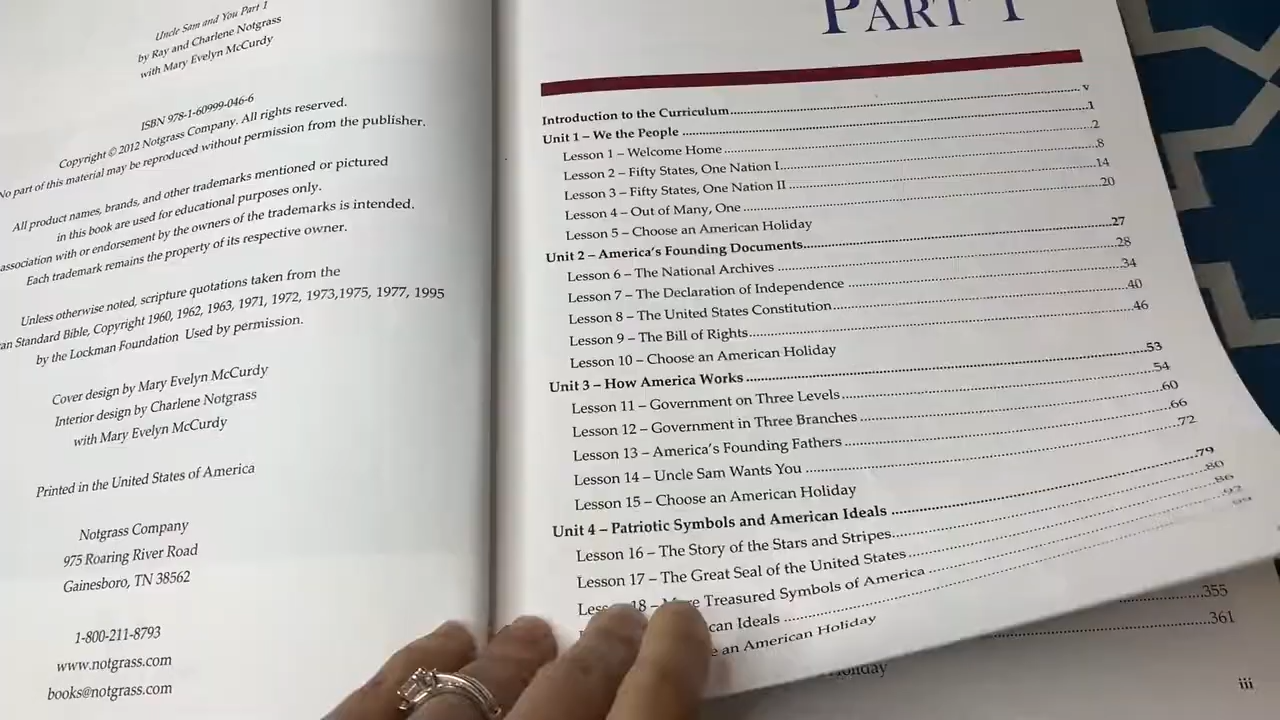 Uncle Sam and You Part 1
by Ray and Charlene Notgrass
with Mary Evelyn McCurdy
ISBN 978-1-60999-046-6
Copyright © 2012 Notgrass Company. All rights reserved.
No part of this material may be reproduced without permission from the publisher.
All product names, brands, and other trademarks mentioned or pictured
in this book are used for educational purposes only.
association with or endorsement by the owners of the trademarks is intended.
Each trademark remains the property of its respective owner.
Unless otherwise noted, scripture quotations taken from the
an Standard Bible, Copyright 1960, 1962, 1963, 1971, 1972, 1973,1975, 1977, 1995
by the Lockman Foundation Used by permission.
Cover design by Mary Evelyn McCurdy
Interior design by Charlene Notgrass
with Mary Evelyn McCurdy
Printed in the United States of America
Notgrass Company
975 Roaring River Road
Gainesboro, TN 38562
1-800-211-8793
www.notgrass.com
books@notgrass.com
PART 1
Introduction to the Curriculum v
Unit 1 – We the People 1
Lesson 1 – Welcome Home 2
Lesson 2 – Fifty States, One Nation I 8
Lesson 3 – Fifty States, One Nation II 14
Lesson 4 – Out of Many, One 20
Lesson 5 – Choose an American Holiday
Unit 2 – America's Founding Documents 27
Lesson 6 – The National Archives 28
Lesson 7 – The Declaration of Independence 34
Lesson 8 – The United States Constitution 40
Lesson 9 – The Bill of Rights 46
Lesson 10 – Choose an American Holiday
Unit 3 – How America Works 53
Lesson 11 – Government on Three Levels 54
Lesson 12 – Government in Three Branches 60
Lesson 13 – America's Founding Fathers 66
Lesson 14 – Uncle Sam Wants You 72
Lesson 15 – Choose an American Holiday
Unit 4 – Patriotic Symbols and American Ideals 79
Lesson 16 – The Story of the Stars and Stripes 80
Lesson 17 – The Great Seal of the United States 86
18 – Treasured Symbols of America 92
can Ideals 99
an American Holiday
355
361
Holiday
iii